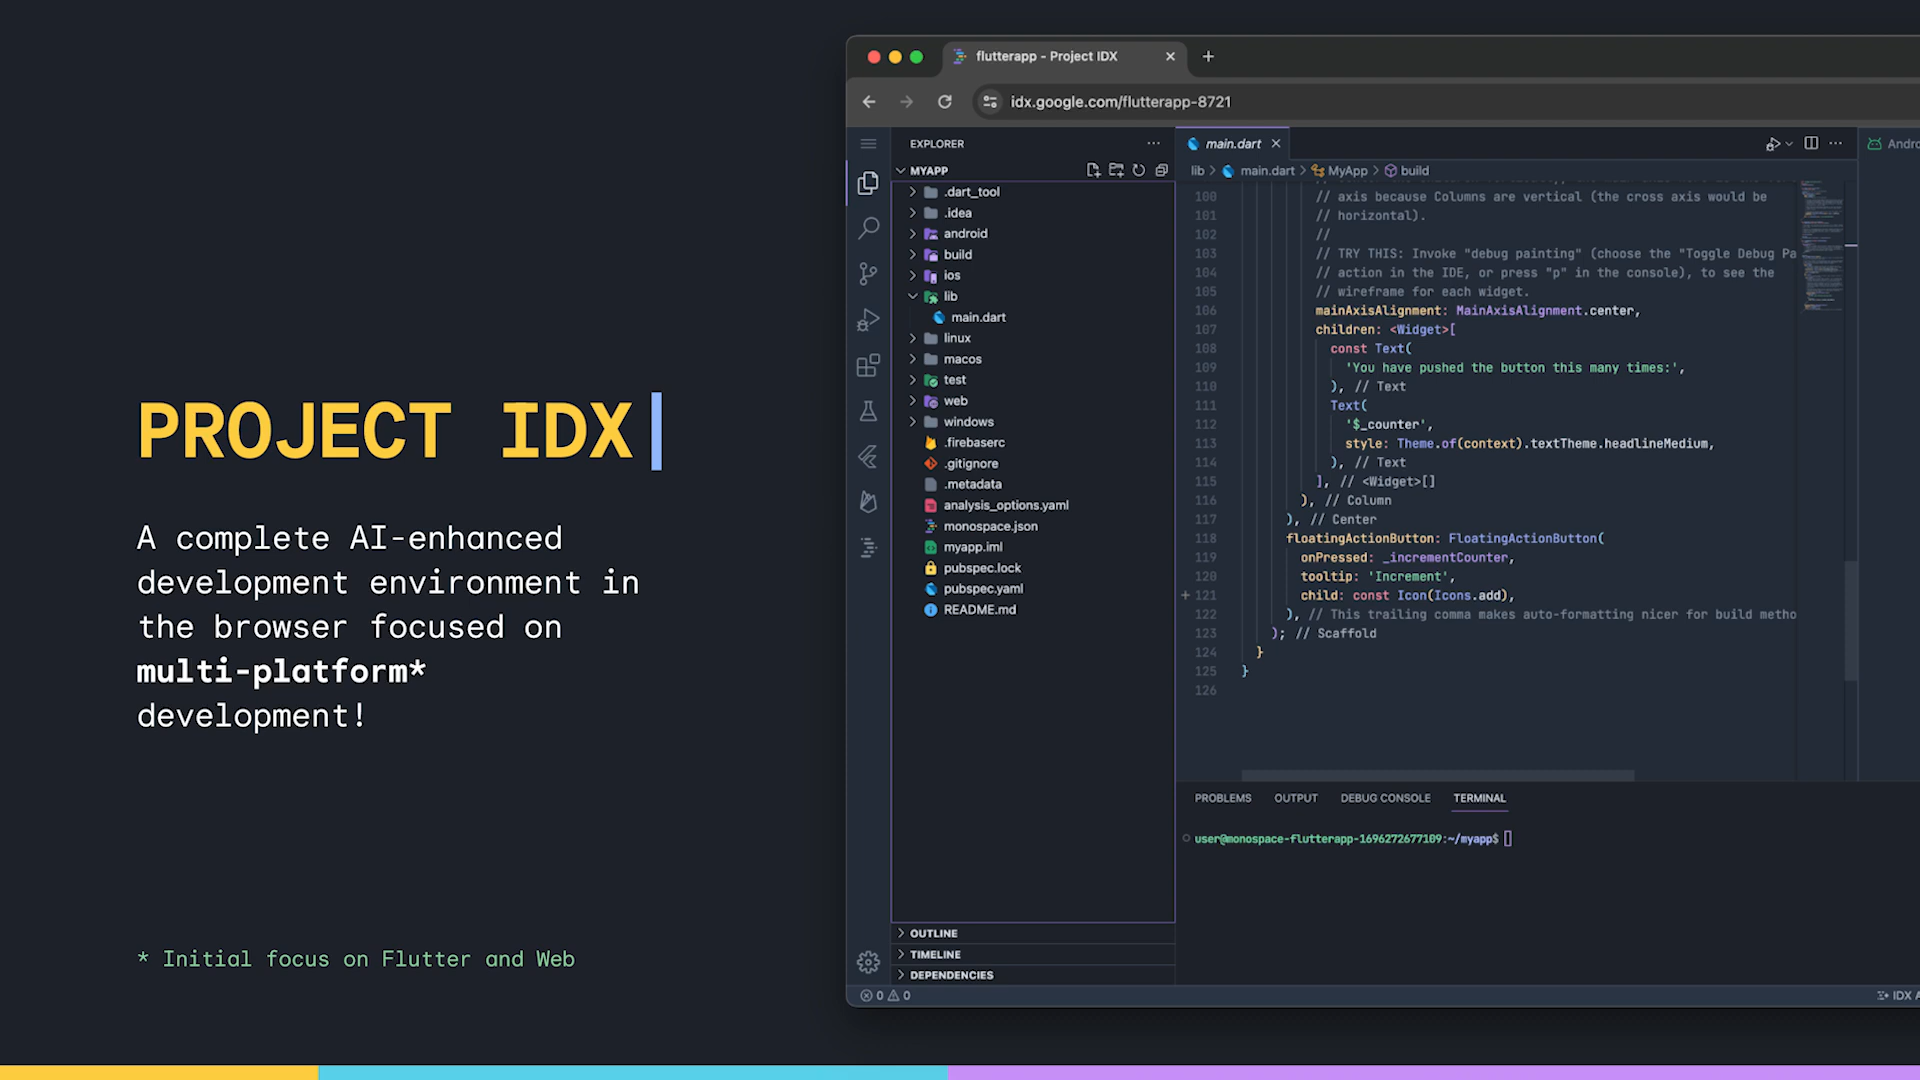 PROJECT IDX
A complete AI-enhanced
development environment in
the browser focused on
multi-platform*
development!
* Initial focus on Flutter and Web
flutterapp - Project IDX
idx.google.com/flutterapp-8721
EXPLORER
MYAPP
.dart_tool
.idea
android
build
ios
lib
main.dart
linux
macos
test
web
windows
.firebaserc
.gitignore
.metadata
analysis_options.yaml
monospace.json
myapp.iml
pubspec.lock
pubspec.yaml
README.md
OUTLINE
TIMELINE
DEPENDENCIES
0 0
main.dart
lib > main.dart > MyApp > build
100 // axis because Columns are vertical (the cross axis would be
101 // horizontal).
102 //
103 // TRY THIS: Invoke "debug painting" (choose the "Toggle Debug Pa
104 // action in the IDE, or press "p" in the console), to see the
105 // wireframe for each widget.
106 mainAxisAlignment: MainAxisAlignment.center,
107 children: <Widget>[
108 const Text(
109 'You have pushed the button this many times:',
110 ), // Text
111 Text(
112 '$_counter',
113 style: Theme.of(context).textTheme.headlineMedium,
114 ), // Text
115 ], // <Widget>[]
116 ), // Column
117 ), // Center
118 floatingActionButton: FloatingActionButton(
119 onPressed: _incrementCounter,
120 tooltip: 'Increment',
121 child: const Icon(Icons.add),
122 ), // This trailing comma makes auto-formatting nicer for build metho
123 ); // Scaffold
124 }
125 }
126
PROBLEMS OUTPUT DEBUG CONSOLE TERMINAL
user@monospace-flutterapp-1696272677109:~/myapp$
Andro
IDX A